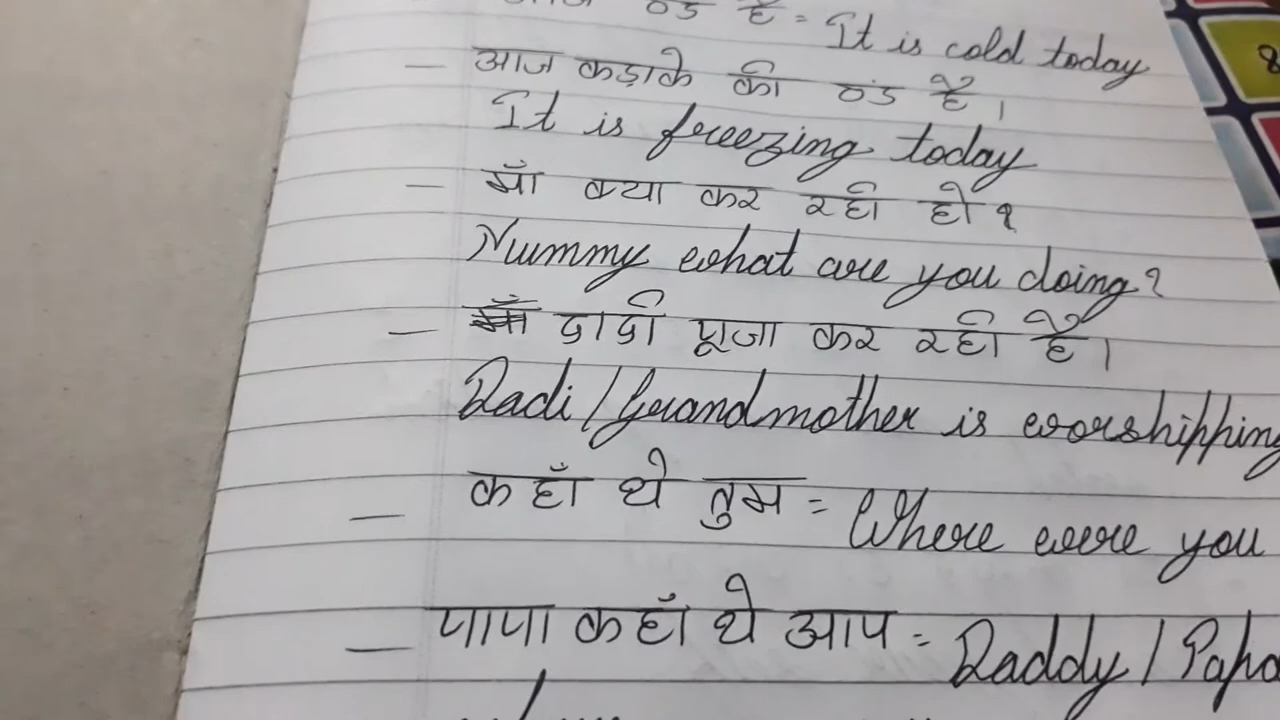 ठंड है = It is cold today
— आज कड़ाके की ठंड है।
It is freezing today
— माँ क्या कर रही हो?
Mummy what are you doing?
— दादी पूजा कर रही है।
Dadi / Grandmother is worshipping
— कहाँ थे तुम = Where were you
— पापा कहाँ थे आप = Daddy / Papa